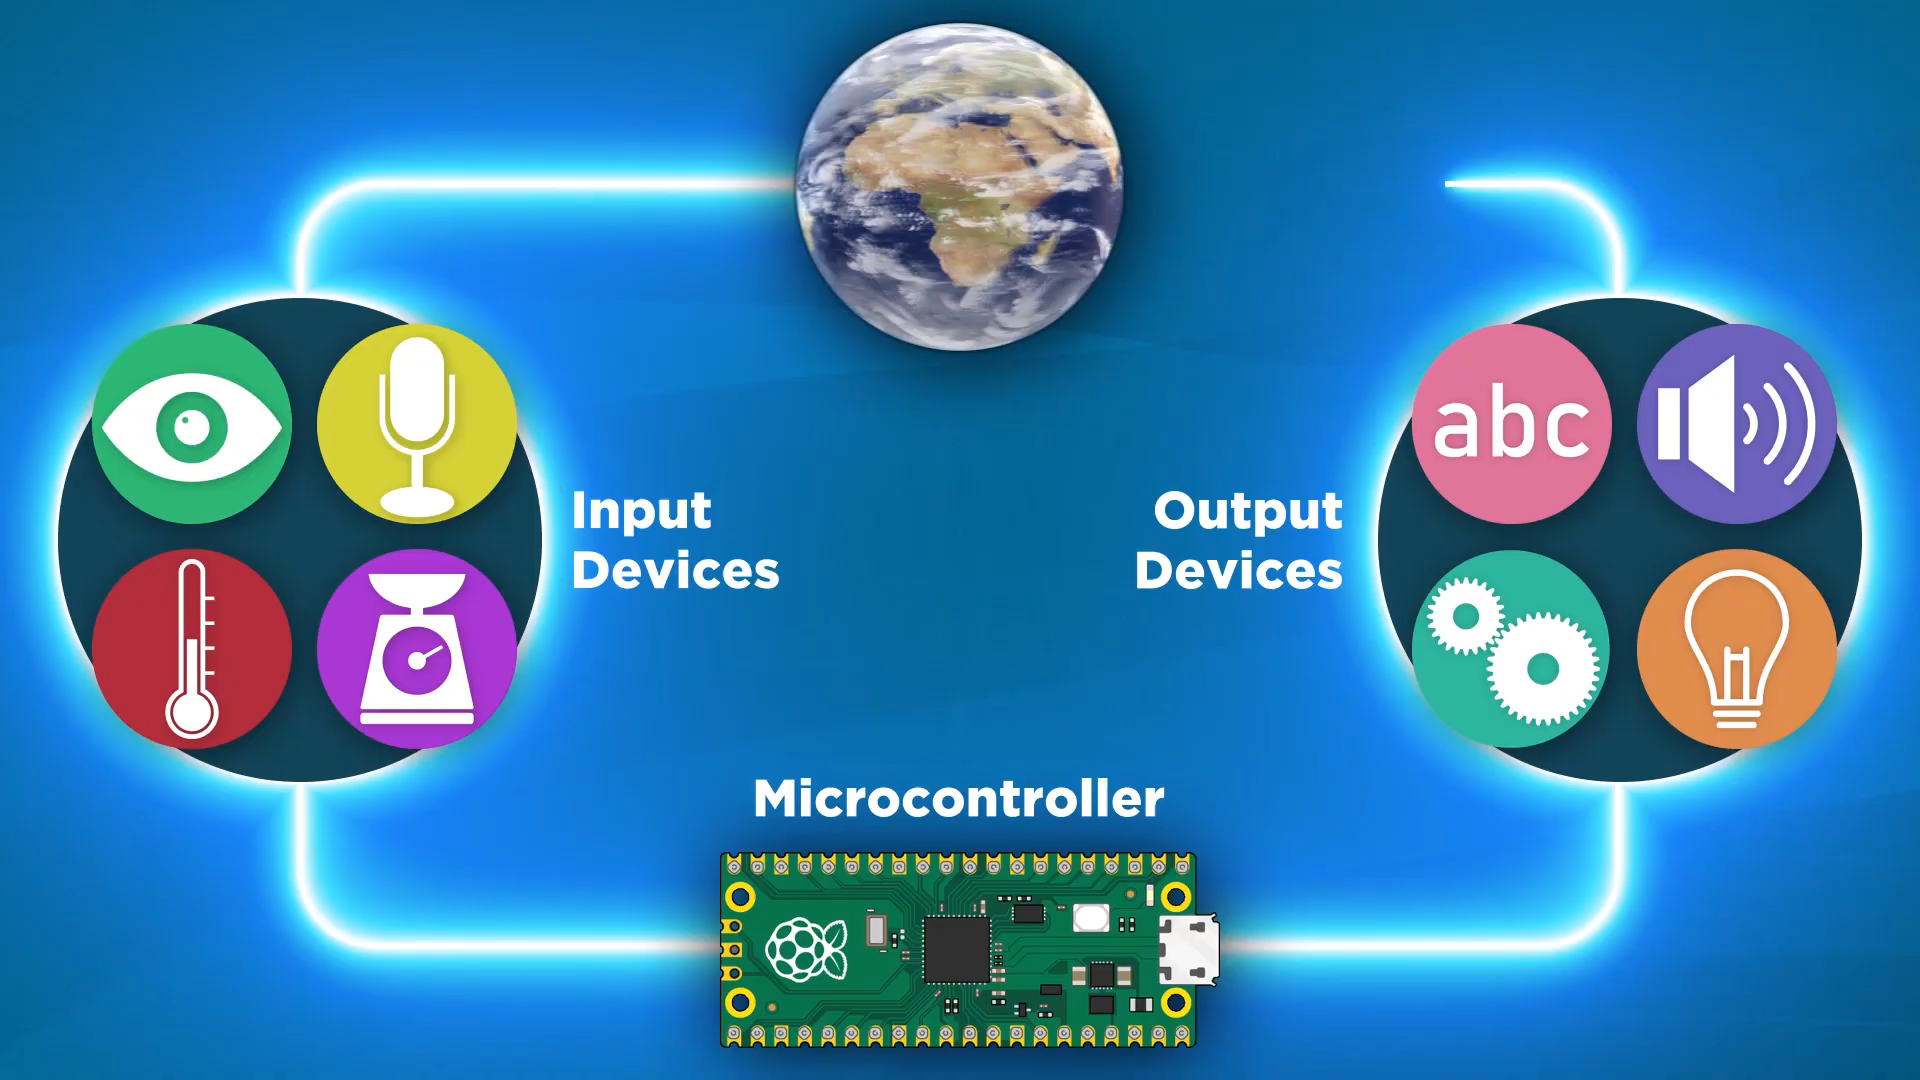 abc
Input
Devices
Output
Devices
Microcontroller